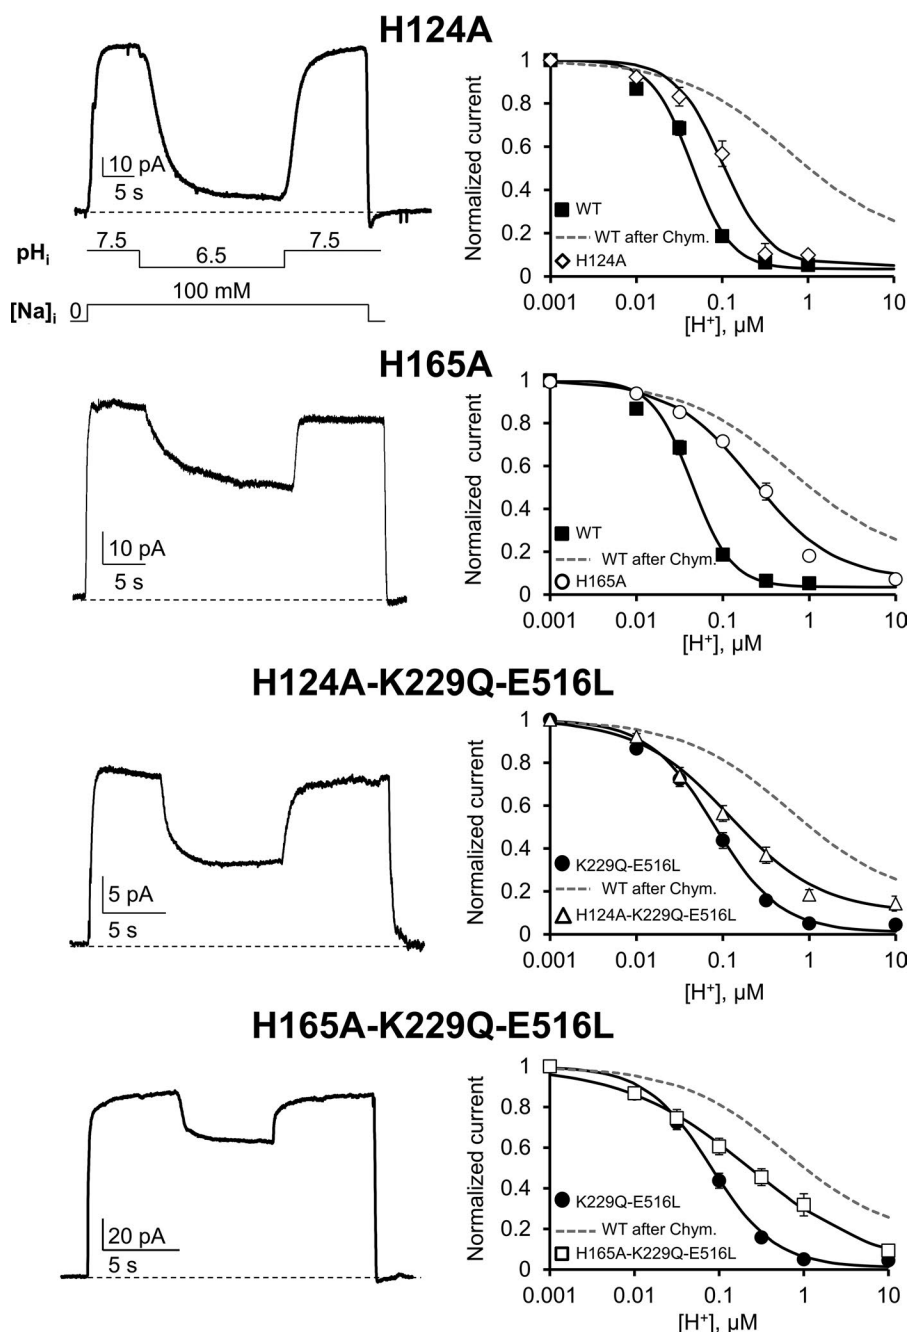 H124A
10 pA
5 s
pHi 7.5 6.5 7.5
[Na]i 0 100 mM
Normalized current
1
0.8
0.6
0.4
0.2
0
WT
WT after Chym.
H124A
0.001 0.01 0.1 1 10
[H⁺], µM
H165A
10 pA
5 s
Normalized current
1
0.8
0.6
0.4
0.2
0
WT
WT after Chym.
H165A
0.001 0.01 0.1 1 10
[H⁺], µM
H124A-K229Q-E516L
5 pA
5 s
Normalized current
1
0.8
0.6
0.4
0.2
0
K229Q-E516L
WT after Chym.
H124A-K229Q-E516L
0.001 0.01 0.1 1 10
[H⁺], µM
H165A-K229Q-E516L
20 pA
5 s
Normalized current
1
0.8
0.6
0.4
0.2
0
K229Q-E516L
WT after Chym.
H165A-K229Q-E516L
0.001 0.01 0.1 1 10
[H⁺], µM